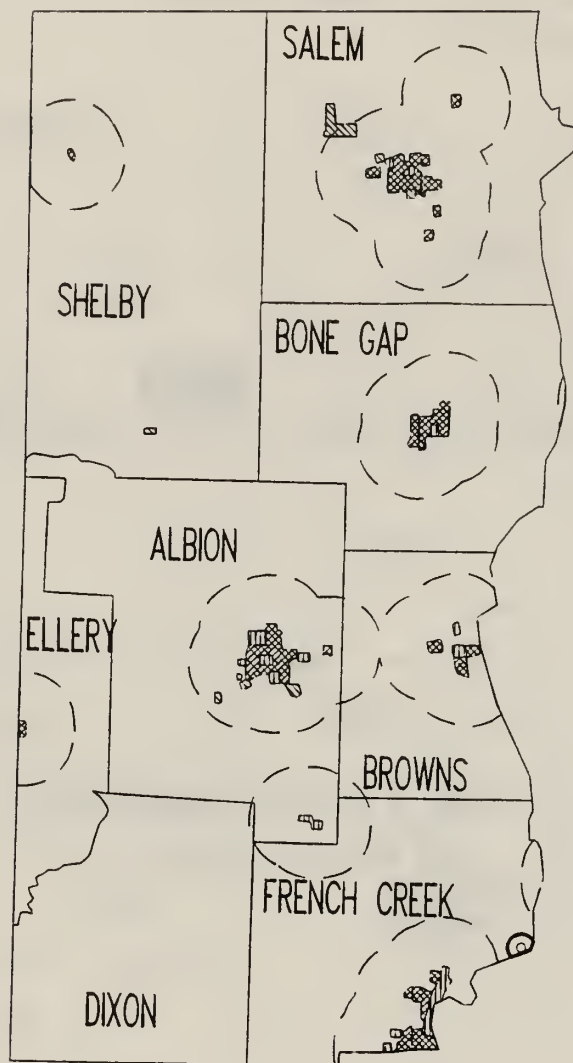 SALEM
SHELBY
BONE GAP
ALBION
ELLERY
BROWNS
FRENCH CREEK
DIXON